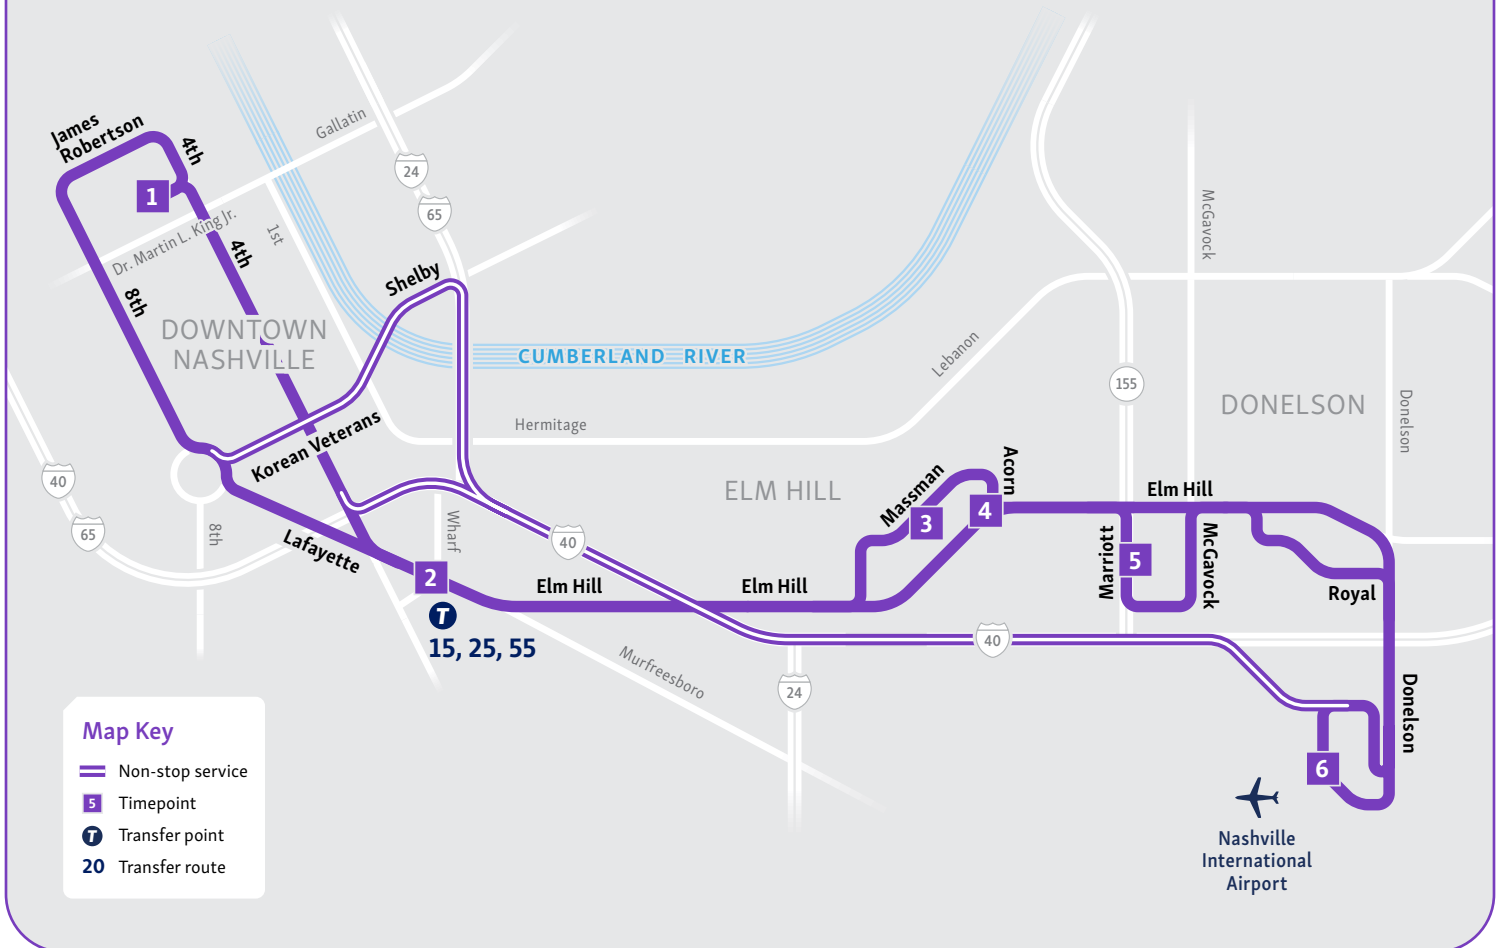 James
Robertson
4th
1
Dr. Martin L. King Jr.
Gallatin
24
65
1st
4th
8th
DOWNTOWN
NASHVILLE
Shelby
CUMBERLAND RIVER
Korean Veterans
Hermitage
Lebanon
155
McGavock
DONELSON
Donelson
40
65
8th
Lafayette
Wharf
2
T
15, 25, 55
40
ELM HILL
Elm Hill
Elm Hill
Massman
3
Acorn
4
Elm Hill
Marriott
5
McGavock
Royal
Murfreesboro
24
40
Donelson
6
Nashville
International
Airport
Map Key
Non-stop service
5 Timepoint
T Transfer point
20 Transfer route